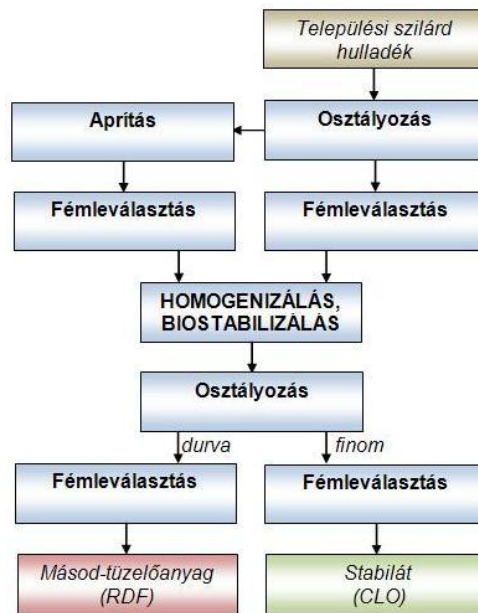 Települési szilárd
hulladék
Aprítás
Osztályozás
Fémleválasztás
Fémleválasztás
HOMOGENIZÁLÁS,
BIOSTABILIZÁLÁS
Osztályozás
durva
finom
Fémleválasztás
Fémleválasztás
Másod-tüzelőanyag
(RDF)
Stabilát
(CLO)